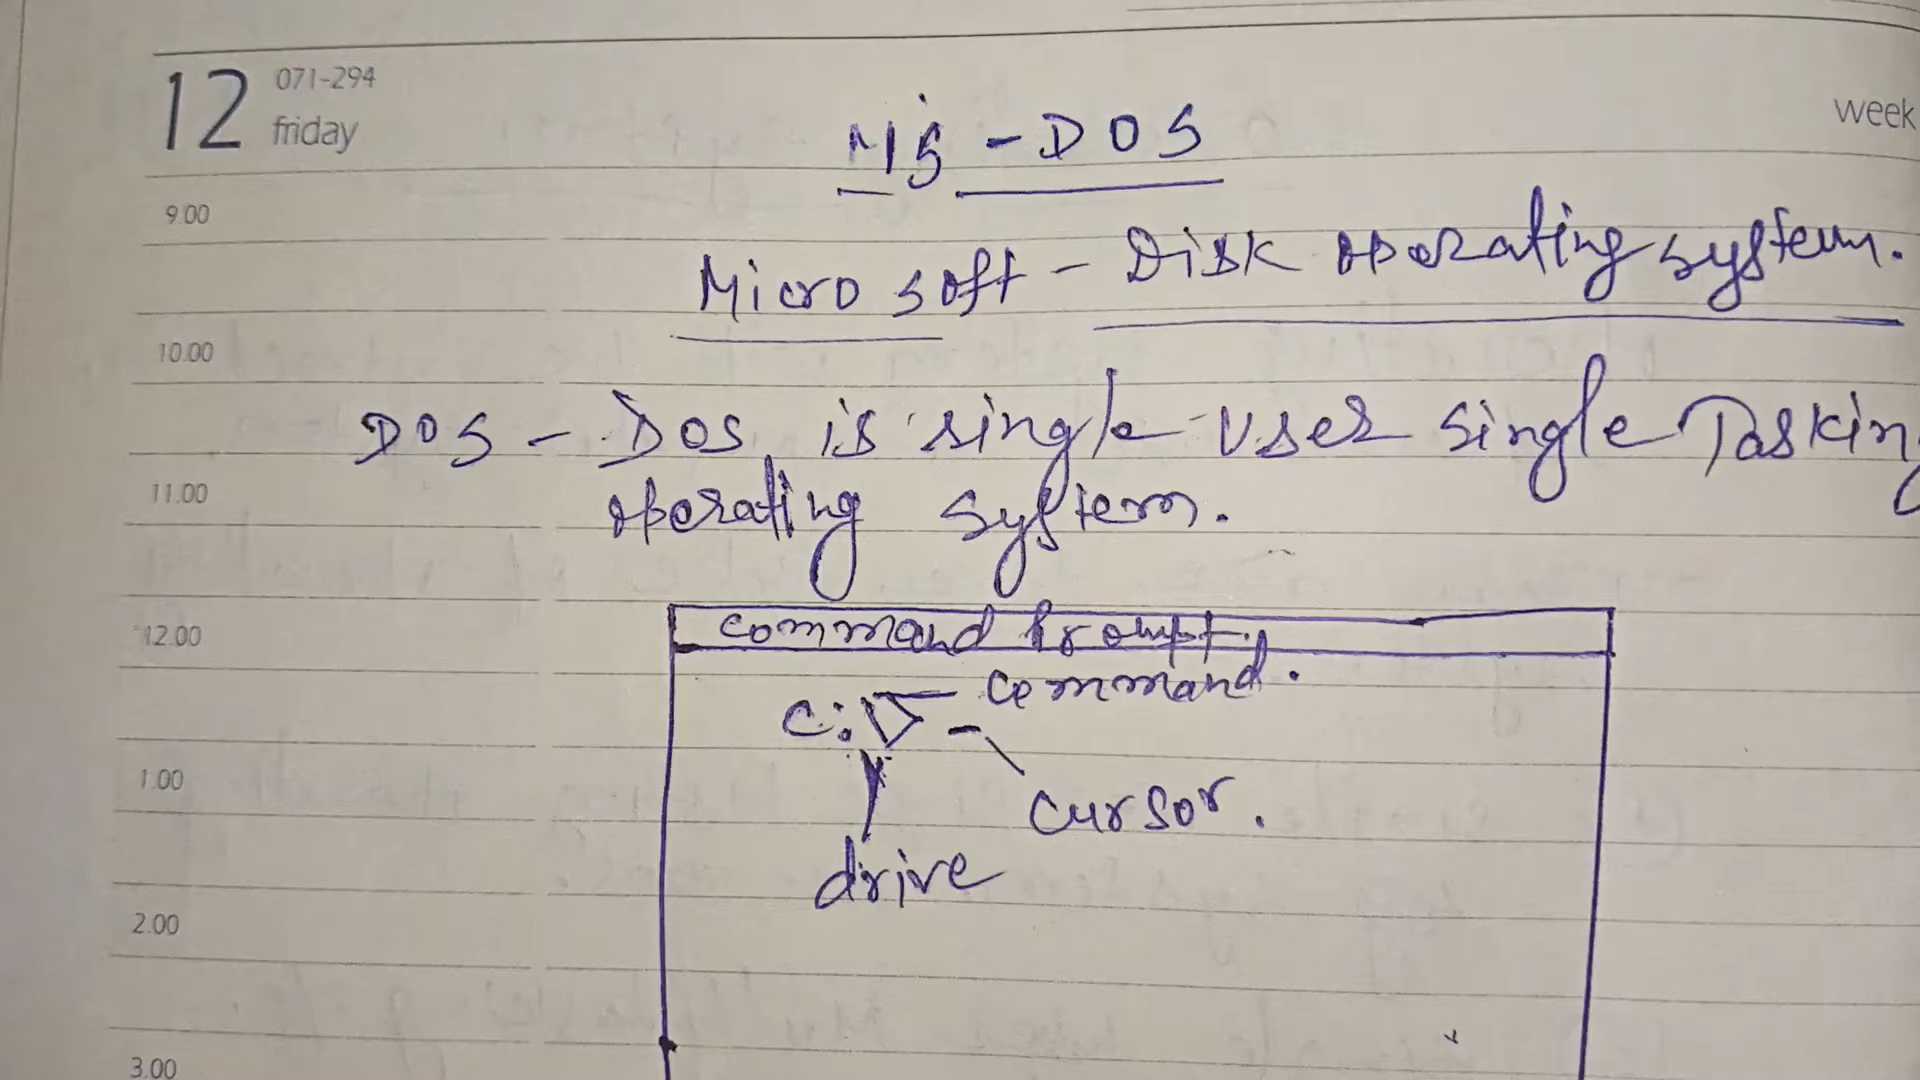 12 071-294
friday
week
MS - DOS
9.00
Micro soft - Disk operating system.
10.00
DOS - DOS is single user single Tasking
11.00
operating system.
12.00
command Prompt.
C:\> - command.
1.00
cursor.
drive
2.00
3.00